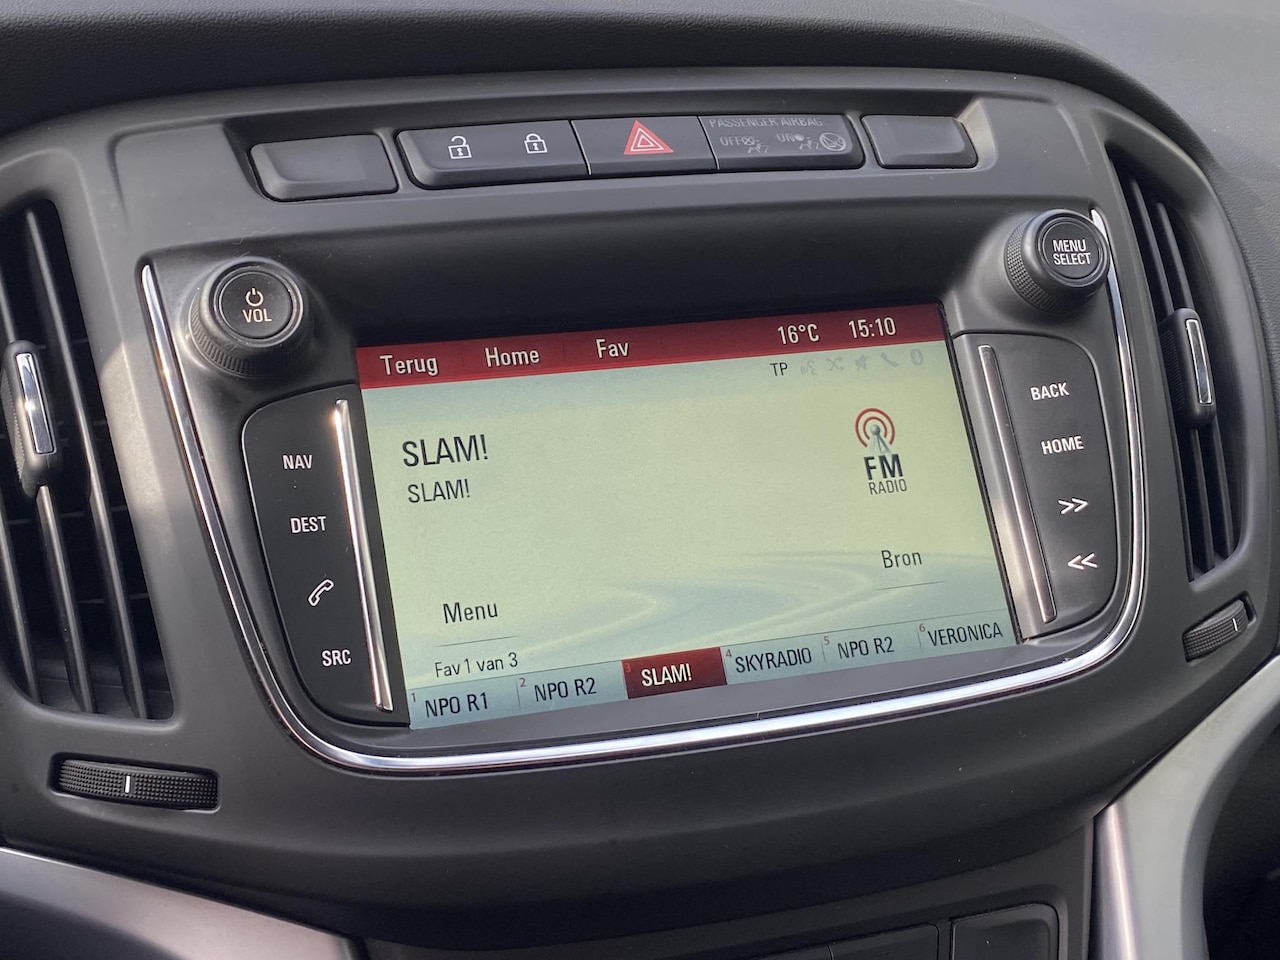 PASSENGER AIRBAG
OFF ON
MENU
SELECT
VOL
Terug Home Fav 16°C 15:10
TP
NAV
DEST
SRC
SLAM!
SLAM!
FM
RADIO
Bron
Menu
Fav 1 van 3
1 NPO R1 2 NPO R2 3 SLAM! 4 SKYRADIO 5 NPO R2 6 VERONICA
BACK
HOME
>>
<<